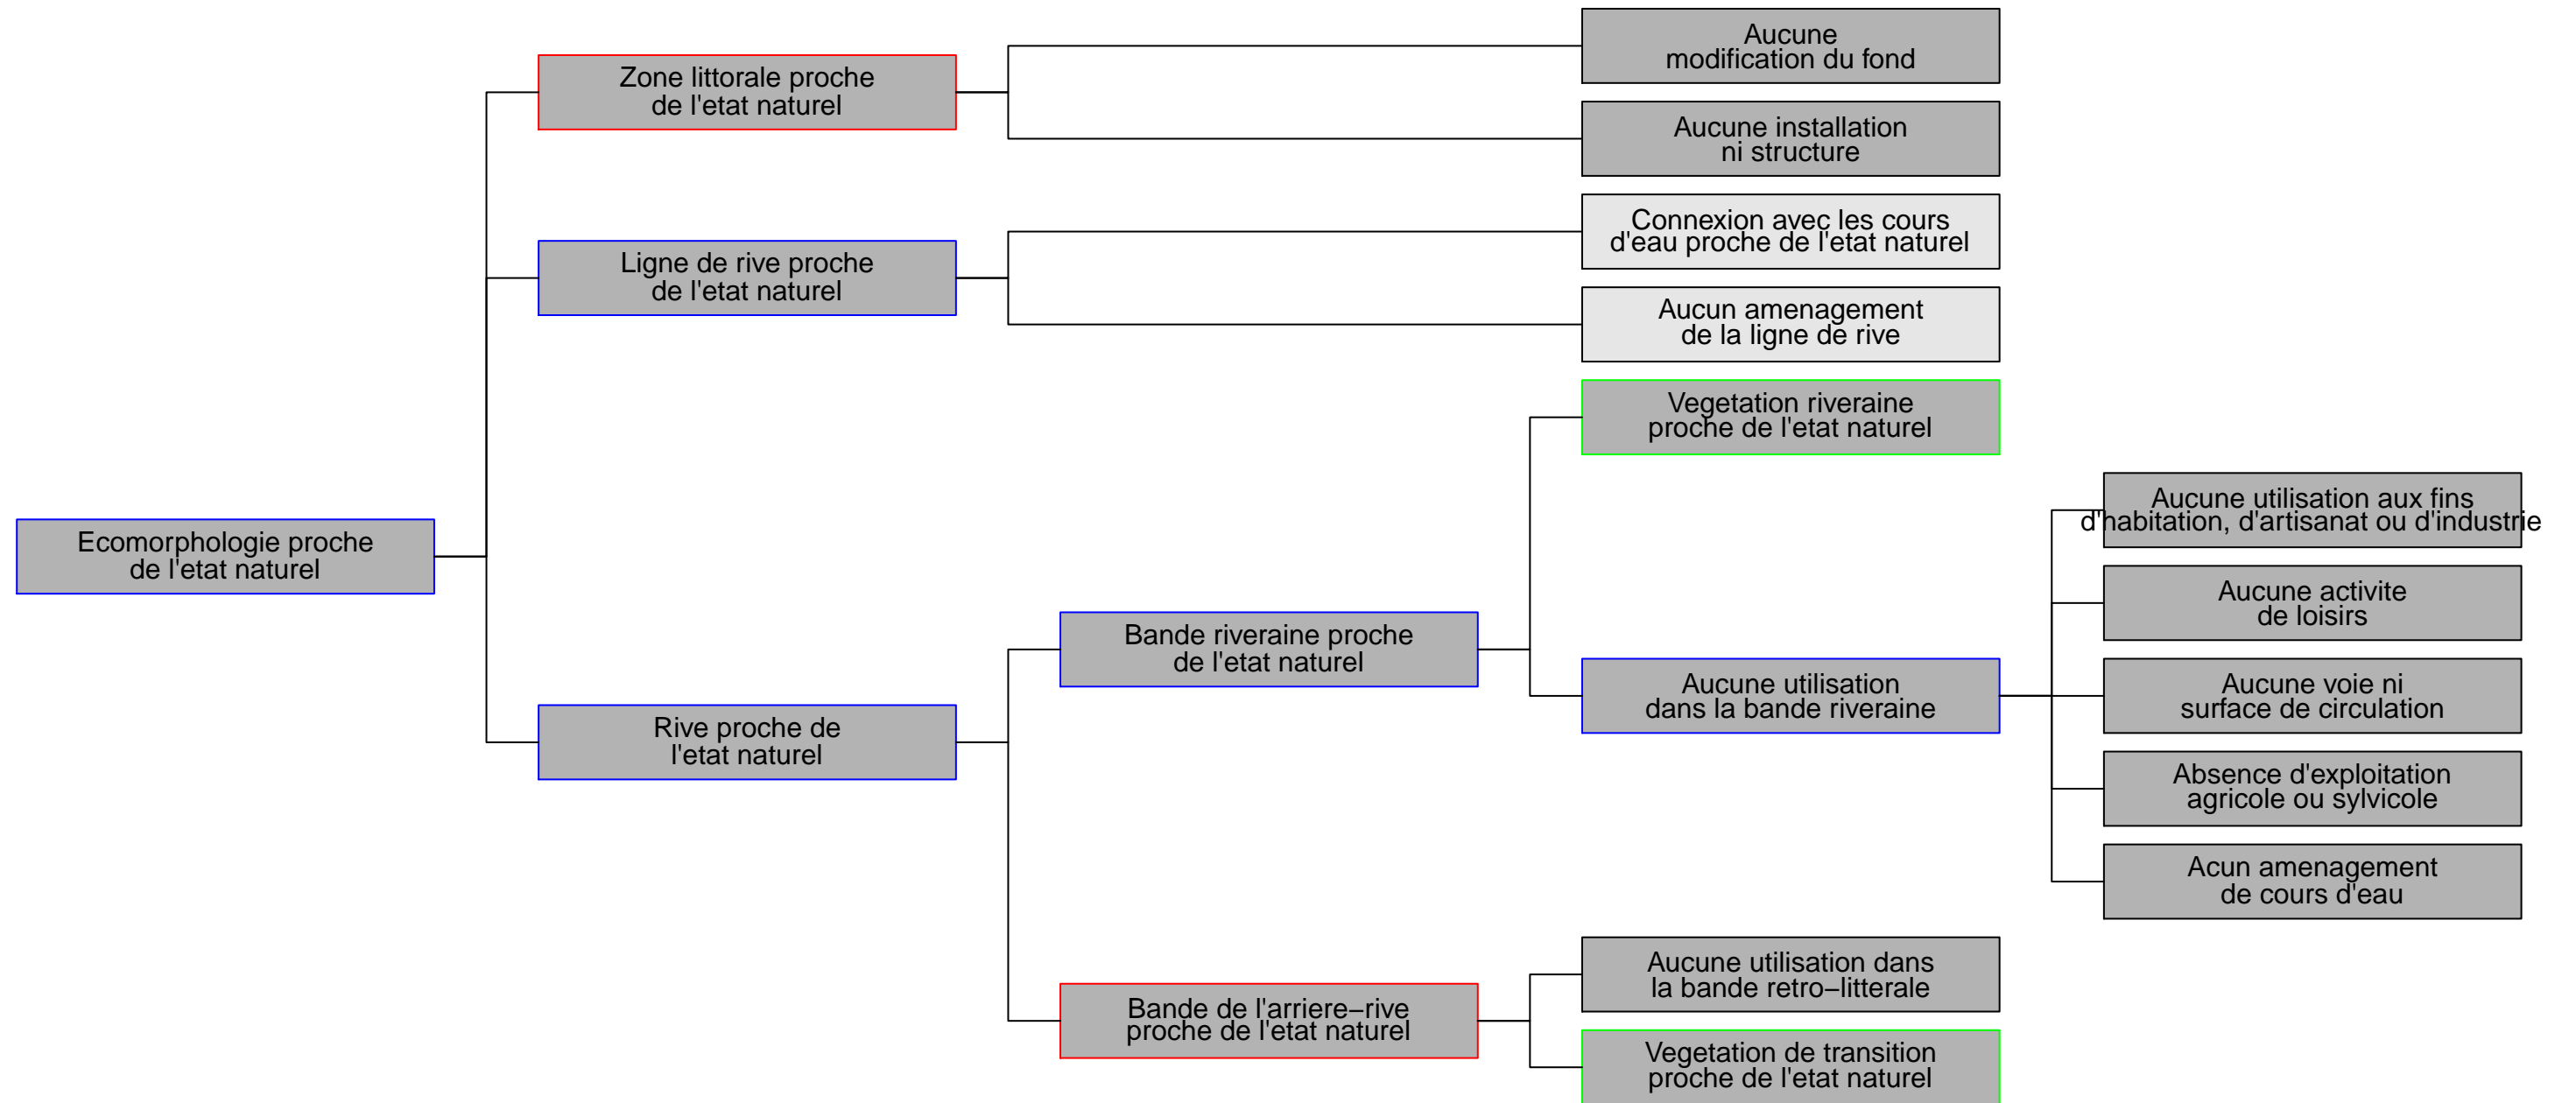 Aucune
modification du fond
Zone littorale proche
de l'etat naturel
Aucune installation
ni structure
Connexion avec les cours
d'eau proche de l'etat naturel
Ligne de rive proche
de l'etat naturel
Aucun amenagement
de la ligne de rive
Vegetation riveraine
proche de l'etat naturel
Aucune utilisation aux fins
d'habitation, d'artisanat ou d'industrie
Ecomorphologie proche
de l'etat naturel
Aucune activite
de loisirs
Bande riveraine proche
de l'etat naturel
Aucune utilisation
dans la bande riveraine
Aucune voie ni
surface de circulation
Rive proche de
l'etat naturel
Absence d'exploitation
agricole ou sylvicole
Acun amenagement
de cours d'eau
Aucune utilisation dans
la bande retro−litterale
Bande de l'arriere−rive
proche de l'etat naturel
Vegetation de transition
proche de l'etat naturel